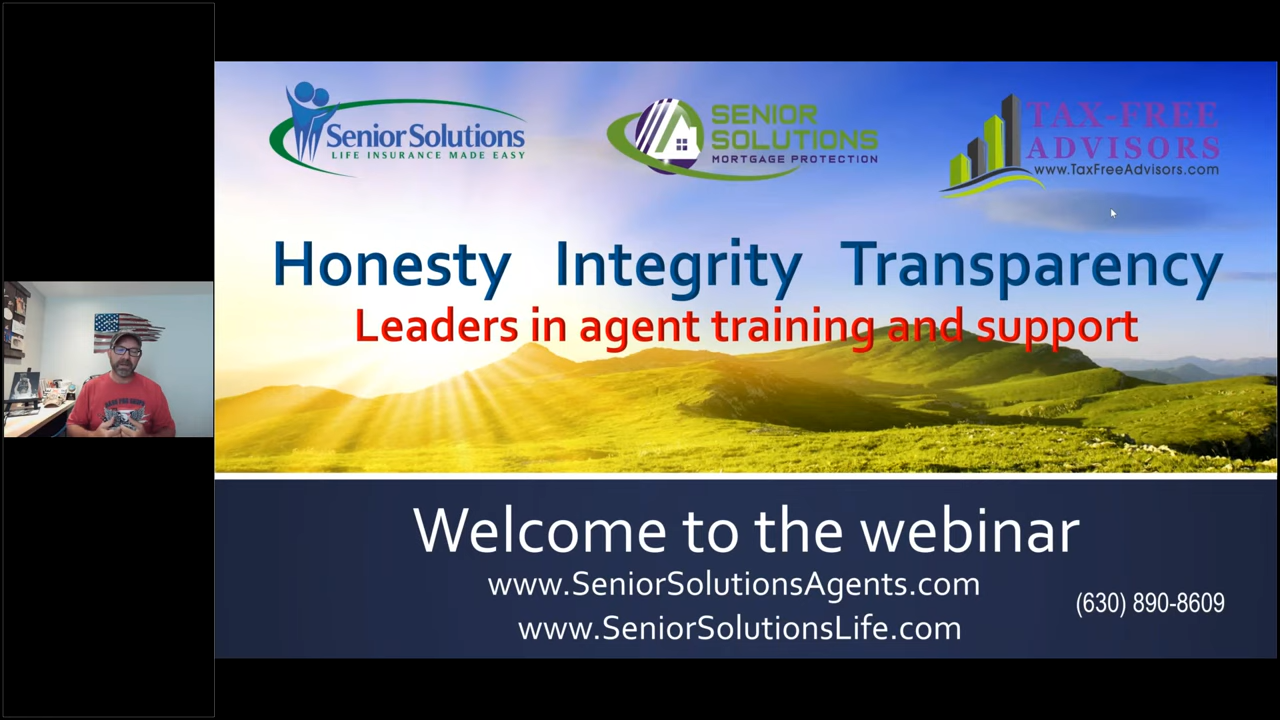 Senior Solutions
LIFE INSURANCE MADE EASY
SENIOR
SOLUTIONS
MORTGAGE PROTECTION
TAX-FREE
ADVISORS
www.TaxFreeAdvisors.com
Honesty Integrity Transparency
Leaders in agent training and support
Welcome to the webinar
www.SeniorSolutionsAgents.com
www.SeniorSolutionsLife.com
(630) 890-8609